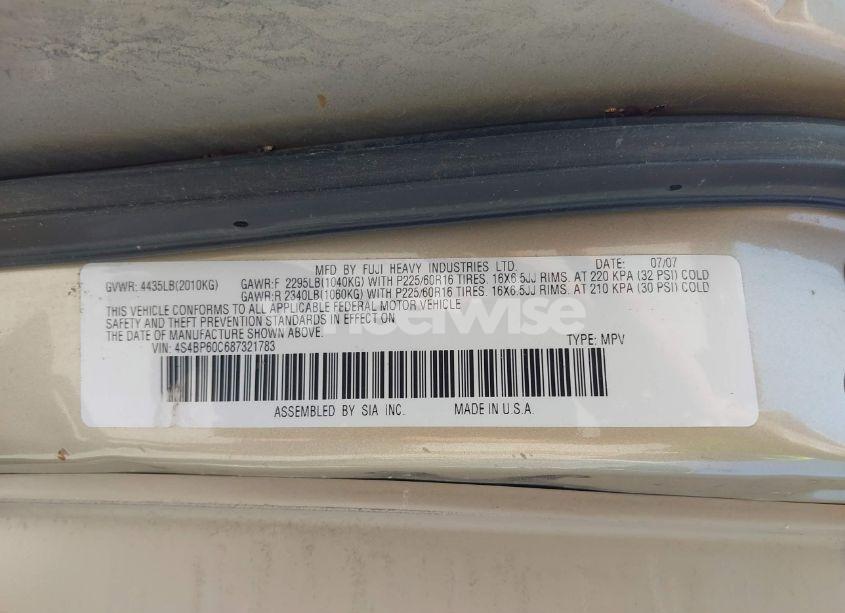 MFD BY FUJI HEAVY INDUSTRIES LTD. DATE: 07/07
GVWR: 4435LB(2010KG) GAWR:F 2295LB(1040KG) WITH P225/60R16 TIRES. 16X6.5JJ RIMS. AT 220 KPA (32 PSI) COLD
GAWR:R 2340LB(1060KG) WITH P225/60R16 TIRES. 16X6.5JJ RIMS. AT 210 KPA (30 PSI) COLD
THIS VEHICLE CONFORMS TO ALL APPLICABLE FEDERAL MOTOR VEHICLE
SAFETY AND THEFT PREVENTION STANDARDS IN EFFECT ON
THE DATE OF MANUFACTURE SHOWN ABOVE.
VIN: 4S4BP60C687321783 TYPE: MPV
ASSEMBLED BY SIA INC. MADE IN U.S.A.